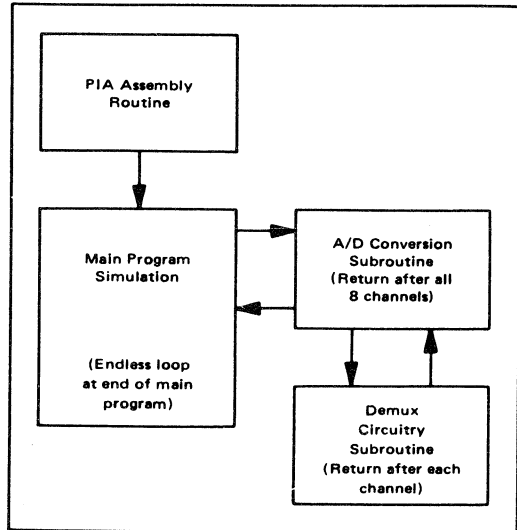 PIA Assembly
Routine
Main Program
Simulation
(Endless loop
at end of main
program)
A/D Conversion
Subroutine
(Return after all
8 channels)
Demux
Circuitry
Subroutine
(Return after each
channel)